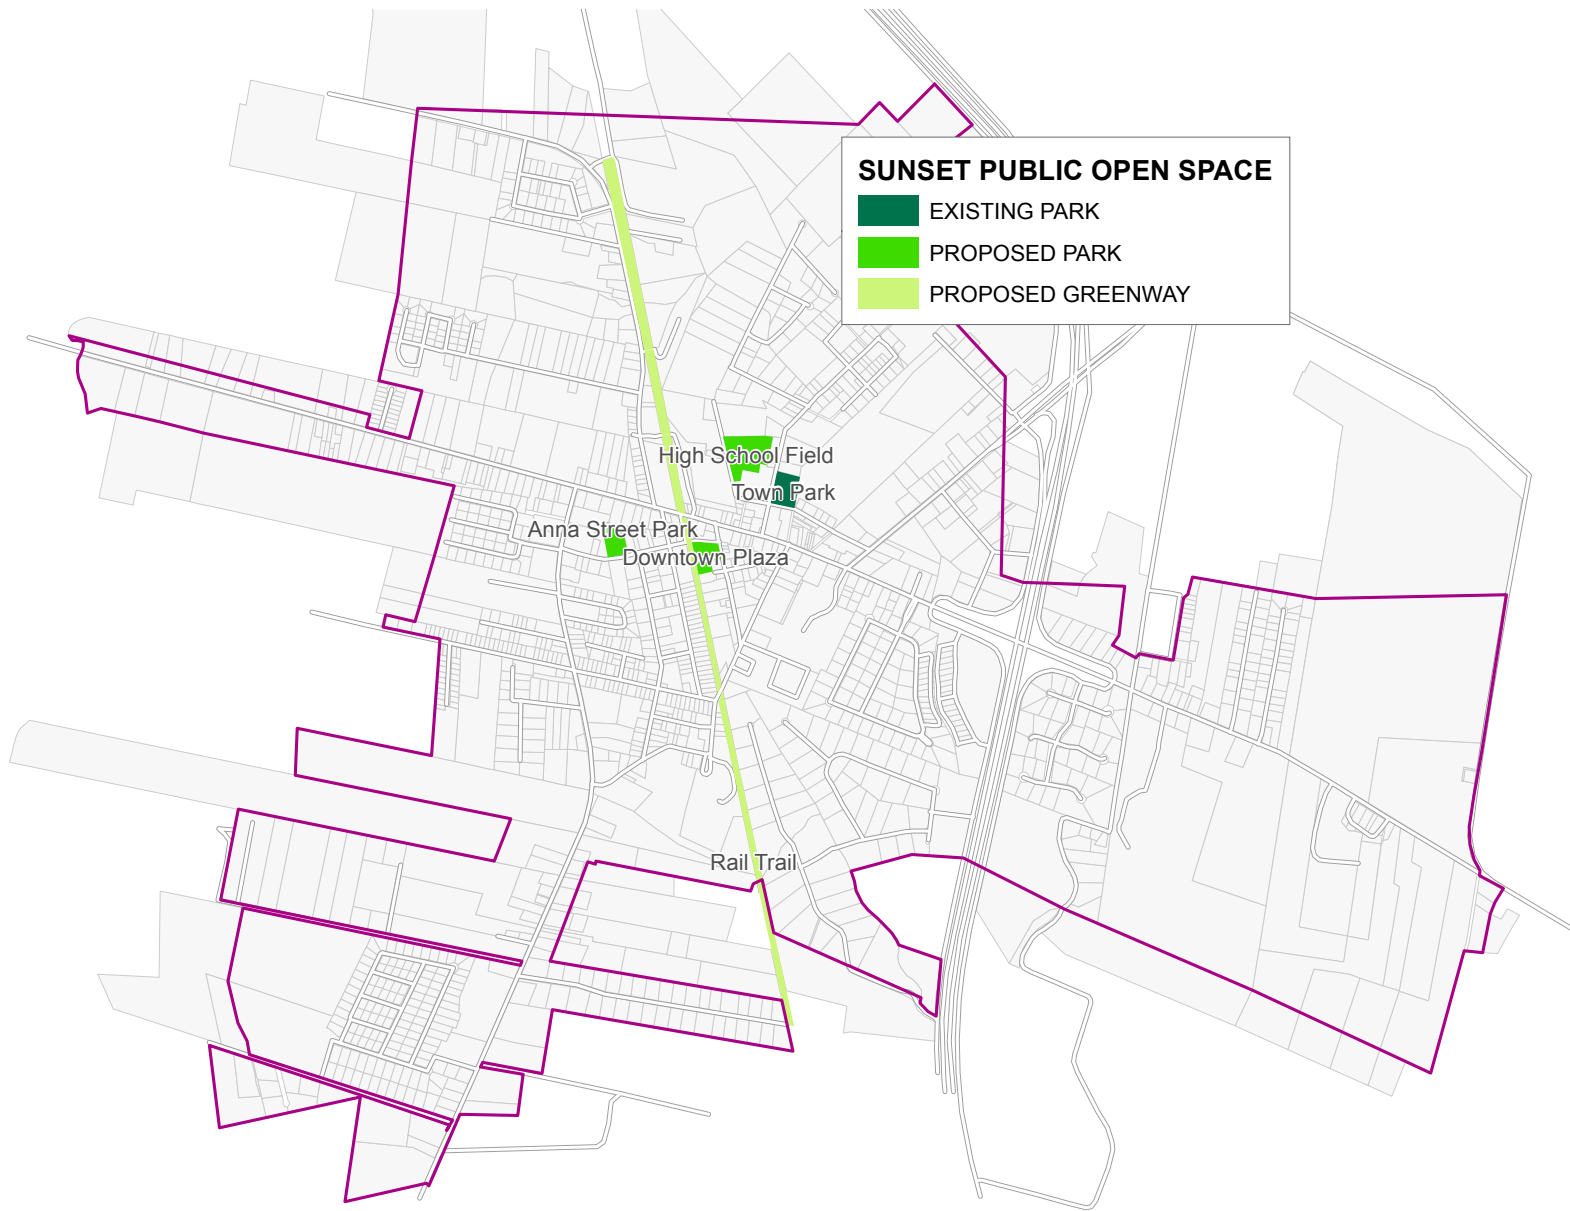 SUNSET PUBLIC OPEN SPACE
EXISTING PARK
PROPOSED PARK
PROPOSED GREENWAY
High School Field
Town Park
Anna Street Park
Downtown Plaza
Rail Trail